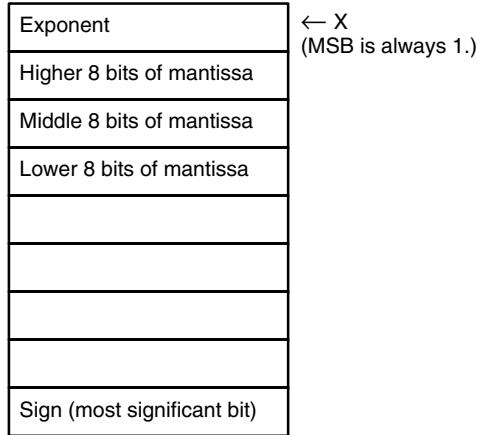 Exponent
← X
(MSB is always 1.)
Higher 8 bits of mantissa
Middle 8 bits of mantissa
Lower 8 bits of mantissa
Sign (most significant bit)